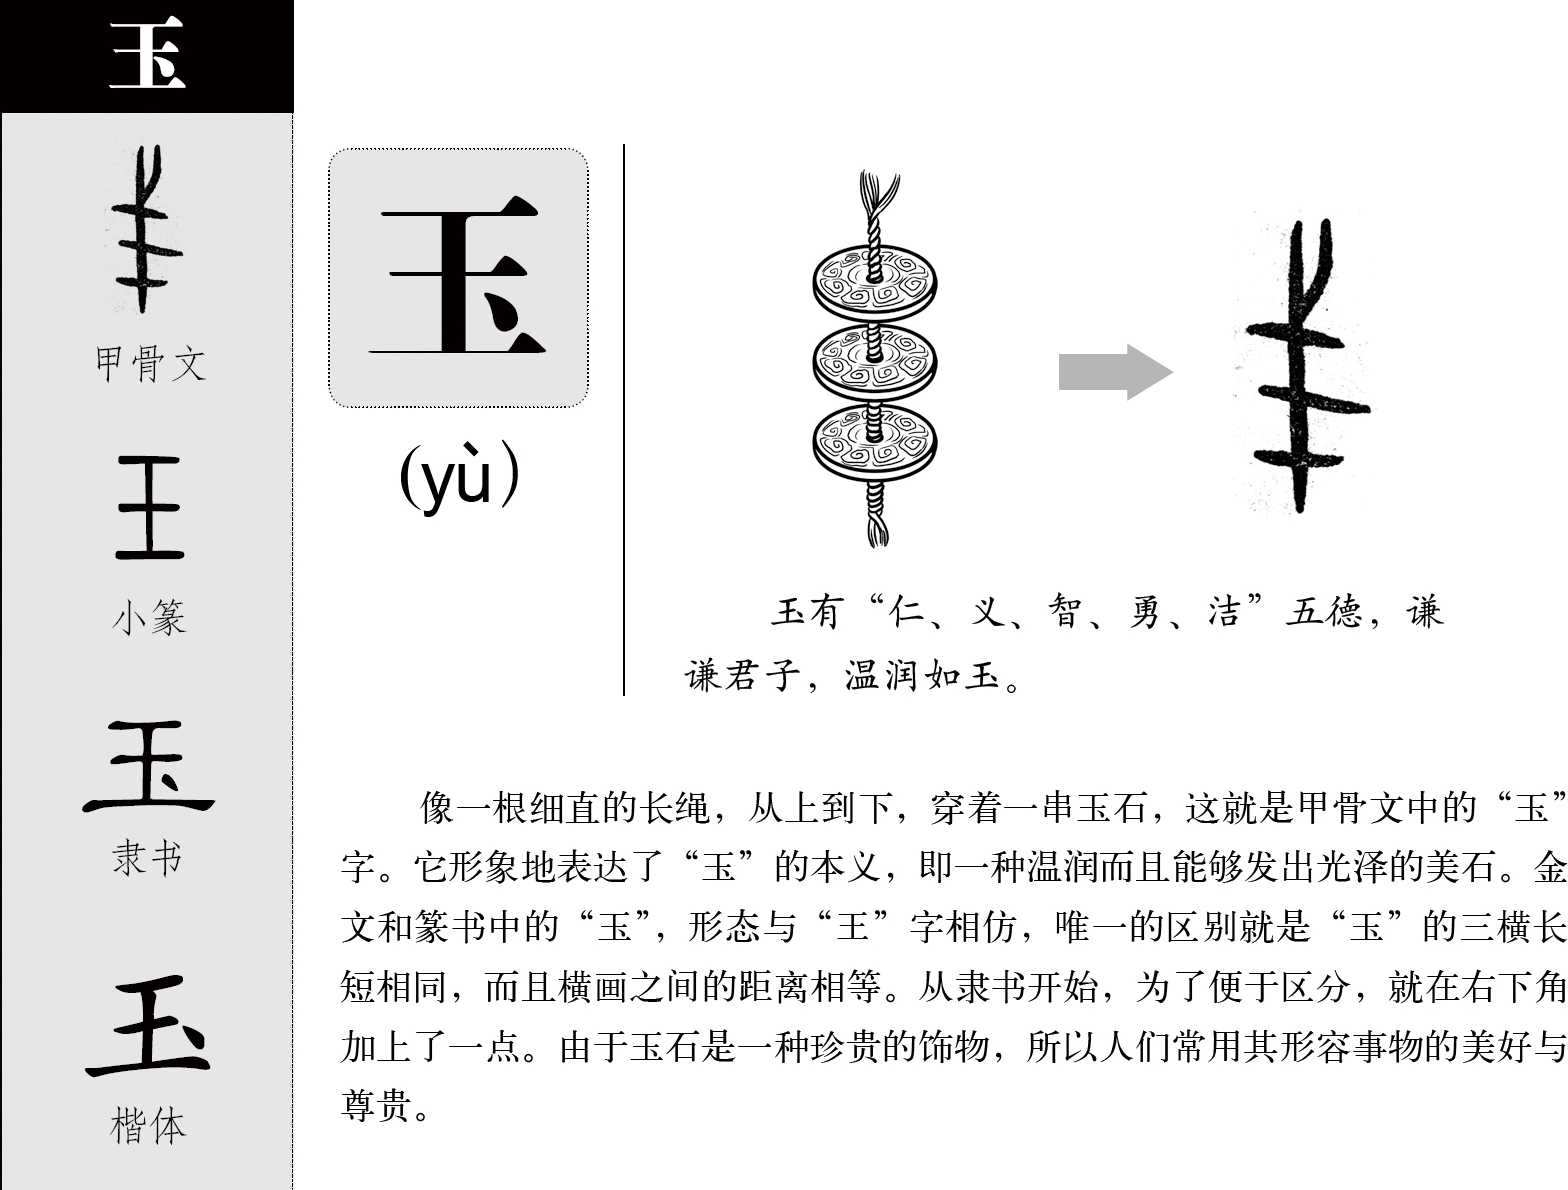 玉
甲骨文
王
小篆
玉
隶书
玉
楷体
玉
(yù)
玉有“仁、义、智、勇、洁”五德，谦
谦君子，温润如玉。
像一根细直的长绳，从上到下，穿着一串玉石，这就是甲骨文中的“玉”
字。它形象地表达了“玉”的本义，即一种温润而且能够发出光泽的美石。金
文和篆书中的“玉”，形态与“王”字相仿，唯一的区别就是“玉”的三横长
短相同，而且横画之间的距离相等。从隶书开始，为了便于区分，就在右下角
加上了一点。由于玉石是一种珍贵的饰物，所以人们常用其形容事物的美好与
尊贵。